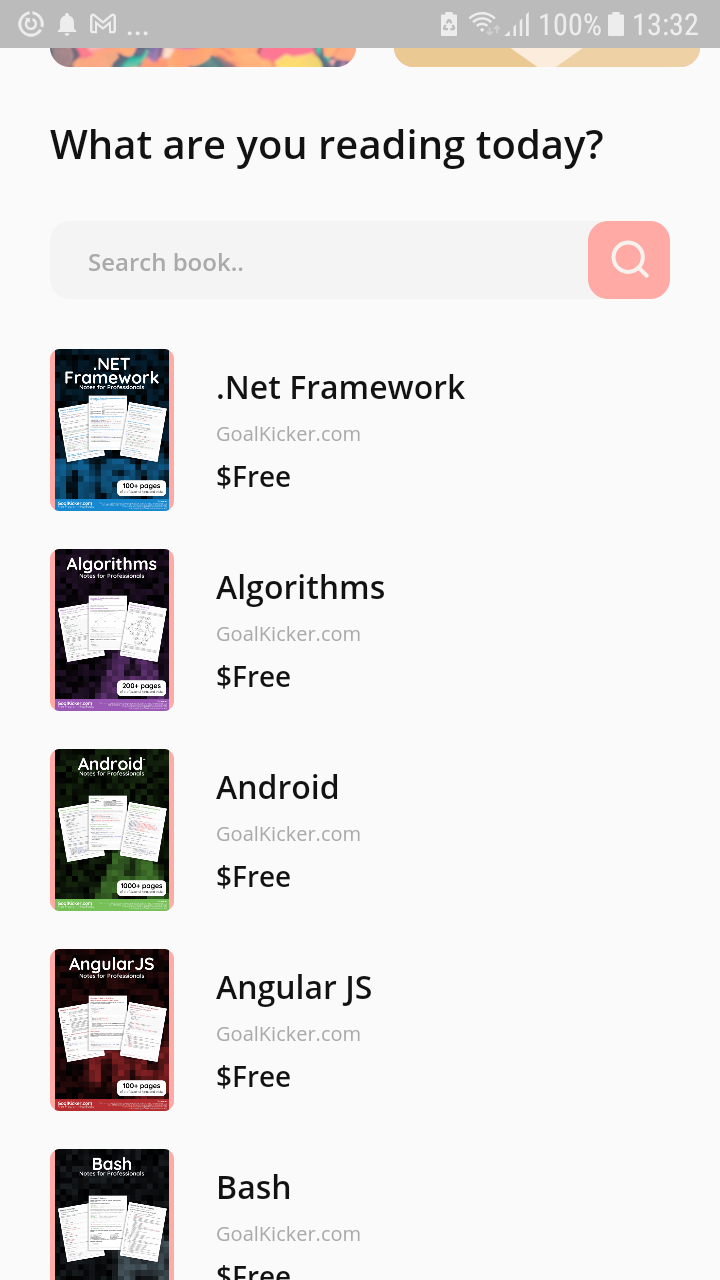 ... 100% 13:32
What are you reading today?
Search book..
.NET
Framework
Notes for Professionals
100+ pages
GoalKicker.com
.Net Framework
GoalKicker.com
$Free
Algorithms
Notes for Professionals
200+ pages
GoalKicker.com
Algorithms
GoalKicker.com
$Free
Android
Notes for Professionals
1000+ pages
GoalKicker.com
Android
GoalKicker.com
$Free
AngularJS
Notes for Professionals
100+ pages
GoalKicker.com
Angular JS
GoalKicker.com
$Free
Bash
Notes for Professionals
Bash
GoalKicker.com
$Free